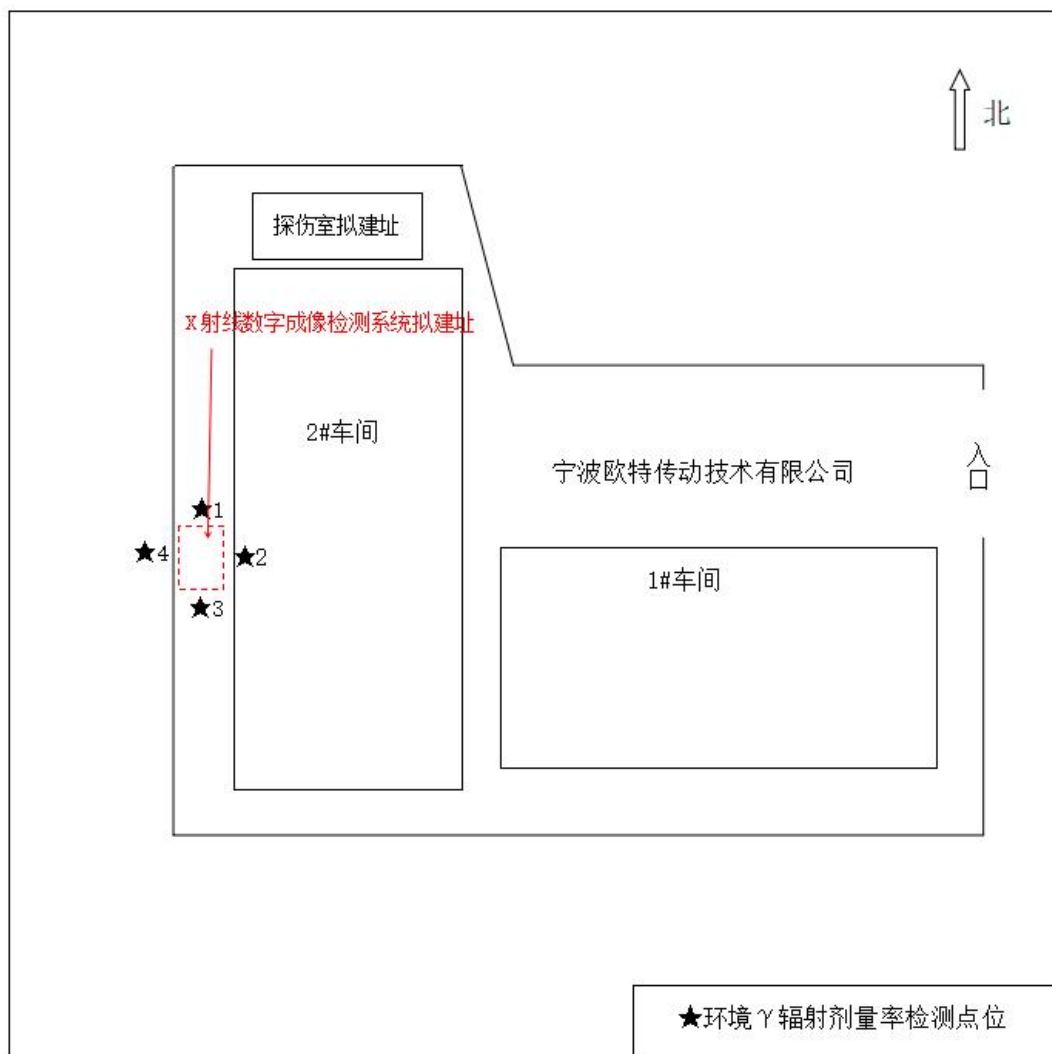 北
探伤室拟建址
X射线数字成像检测系统拟建址
2#车间
宁波欧特传动技术有限公司
入口
★1
★4
★2
★3
1#车间
★环境γ辐射剂量率检测点位